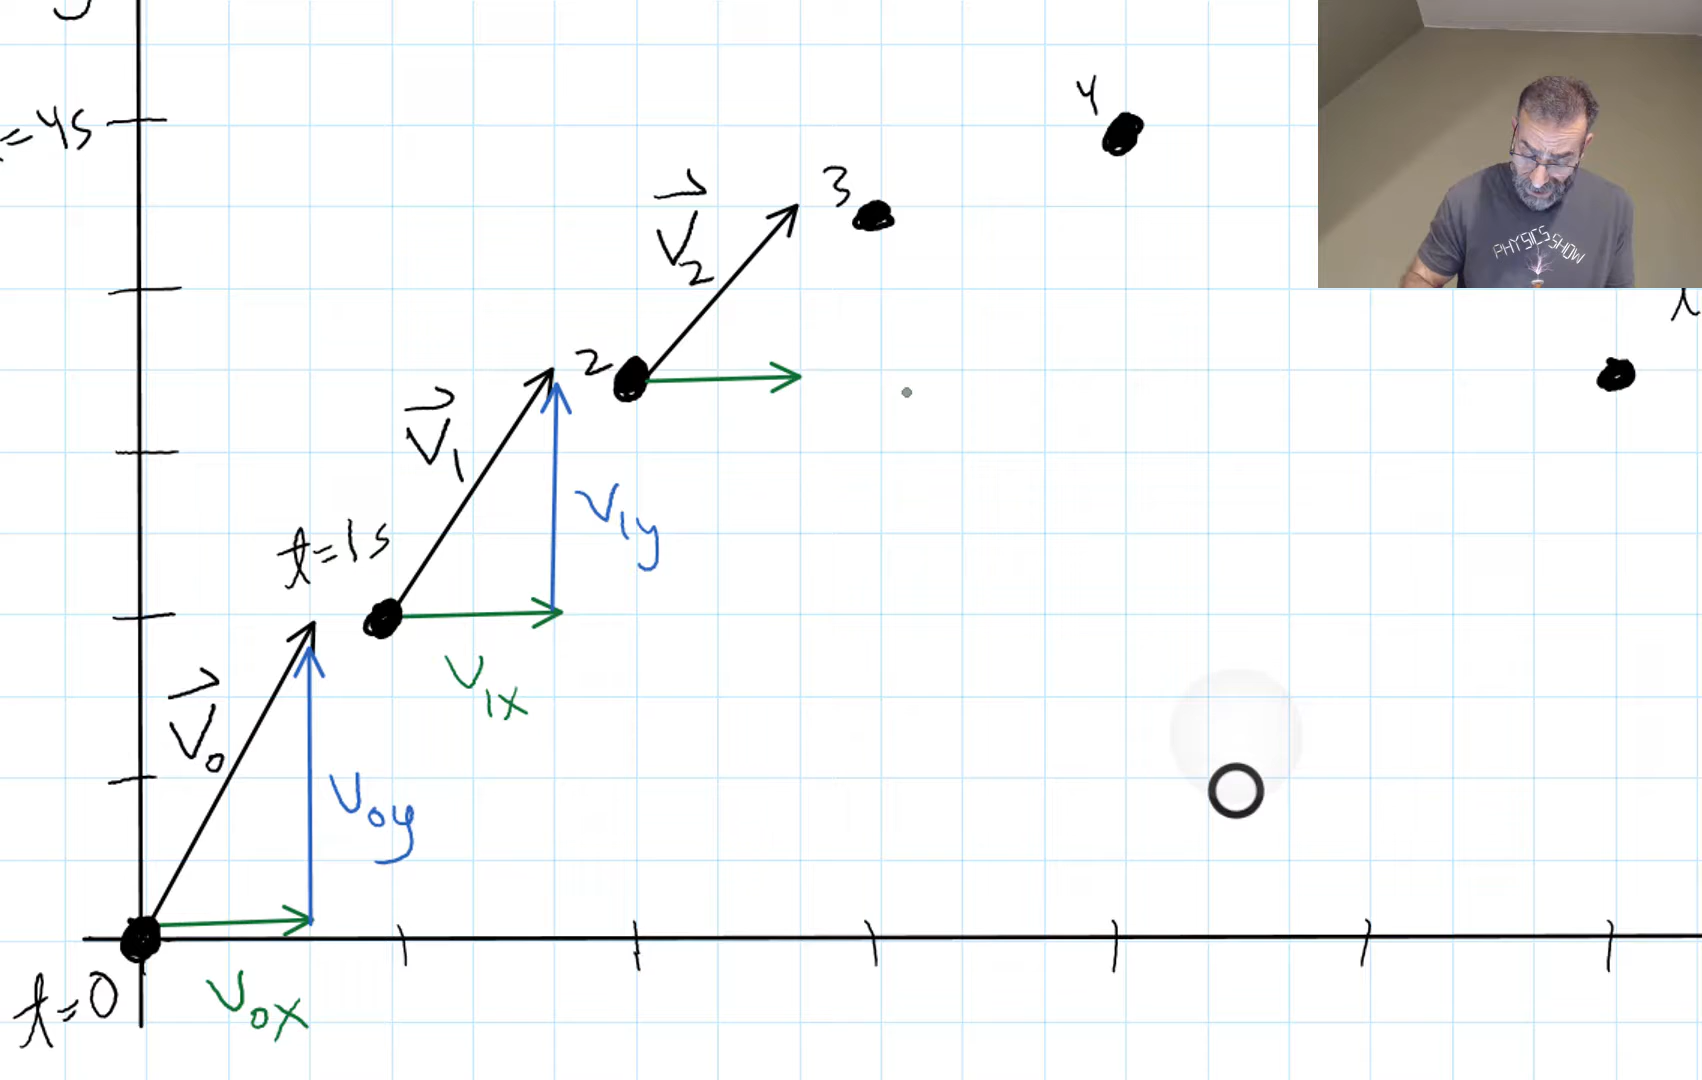 = 4s
4
3
V₂
2
V₁
V₁y
t=1s
V₁x
V₀
V₀y
t=0
V₀x
PHYSICS SHOW